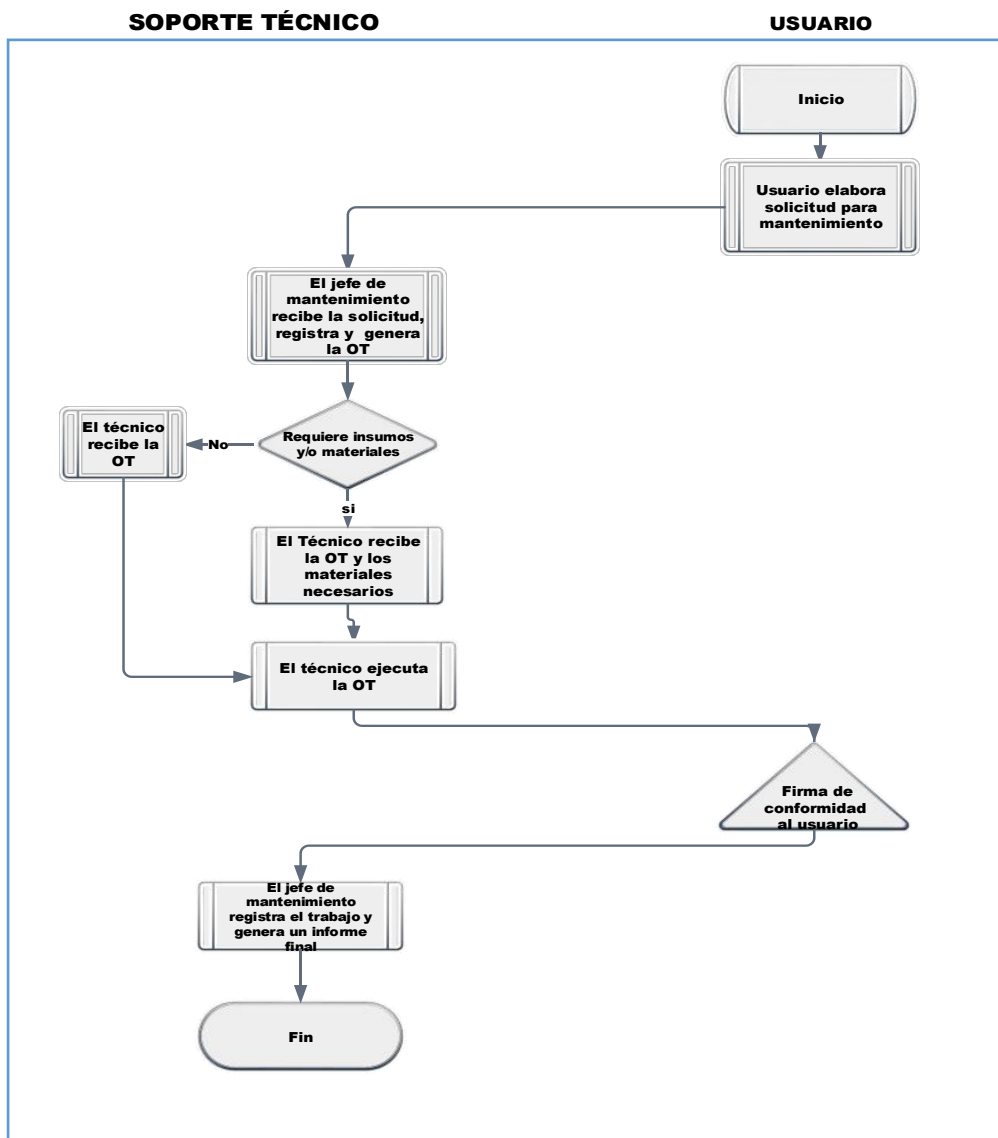 SOPORTE TÉCNICO
USUARIO
Inicio
Usuario elabora
solicitud para
mantenimiento
El jefe de
mantenimiento
recibe la solicitud,
registra y genera
la OT
Requiere insumos
y/o materiales
No
El técnico
recibe la
OT
si
El Técnico recibe
la OT y los
materiales
necesarios
El técnico ejecuta
la OT
Firma de
conformidad
al usuario
El jefe de
mantenimiento
registra el trabajo y
genera un informe
final
Fin